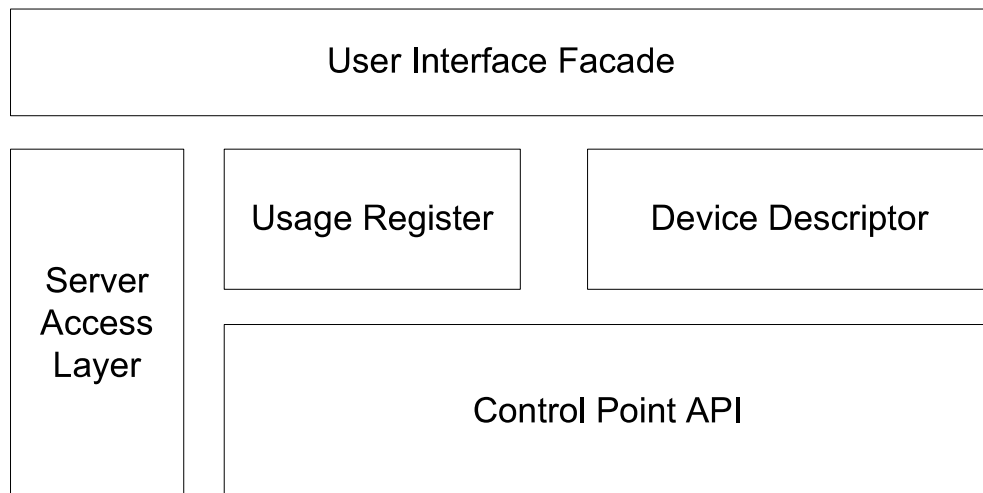 User Interface Facade
Usage Register
Device Descriptor
Server
Access
Layer
Control Point API